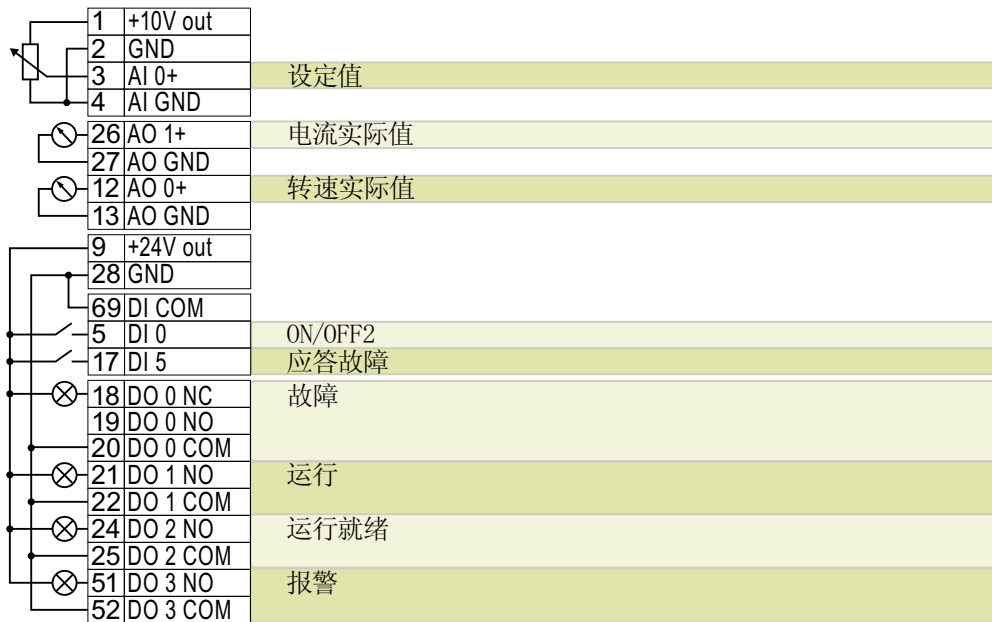 1 +10V out
2 GND
3 AI 0+ 设定值
4 AI GND
26 AO 1+ 电流实际值
27 AO GND
12 AO 0+ 转速实际值
13 AO GND
9 +24V out
28 GND
69 DI COM
5 DI 0 ON/OFF2
17 DI 5 应答故障
18 DO 0 NC 故障
19 DO 0 NO
20 DO 0 COM
21 DO 1 NO 运行
22 DO 1 COM
24 DO 2 NO 运行就绪
25 DO 2 COM
51 DO 3 NO 报警
52 DO 3 COM